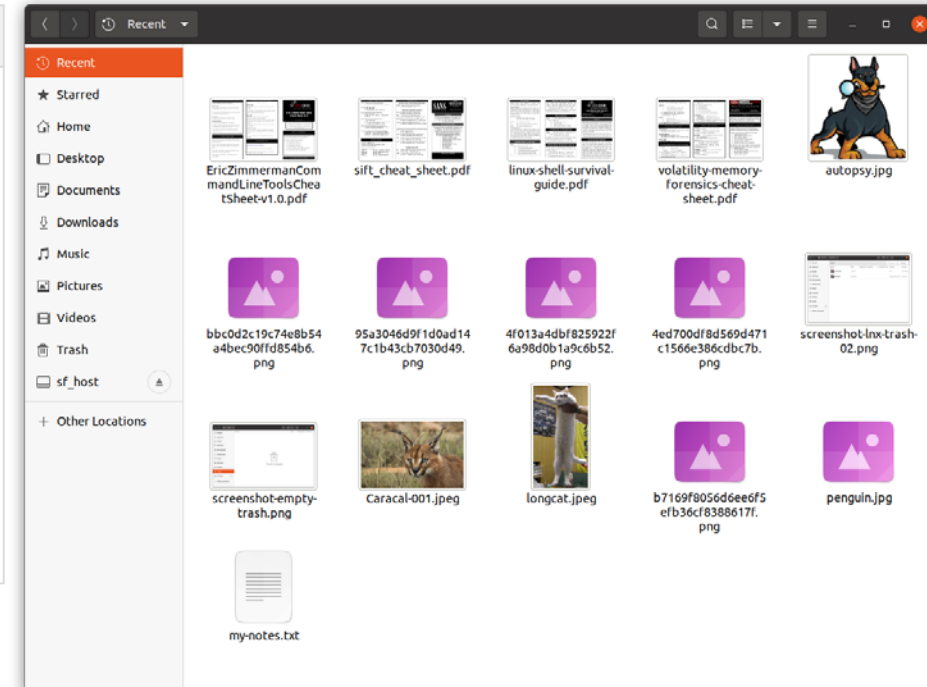 Recent
Recent
Starred
Home
Desktop
Documents
Downloads
Music
Pictures
Videos
Trash
sf_host
+ Other Locations
EricZimmermanCom
mandLineToolsChea
tSheet-v1.0.pdf
sift_cheat_sheet.pdf
linux-shell-survival-
guide.pdf
volatility-memory-
forensics-cheat-
sheet.pdf
autopsy.jpg
bbc0d2c19c74e8b54
a4bec90ffd854b6.
png
95a3046d9f1d0ad14
7c1b43cb7030d49.
png
4f013a4dbf825922f
6a98d0b1a9c6b52.
png
4ed700df8d569d471
c1566e386cdbc7b.
png
screenshot-lnx-trash-
02.png
screenshot-empty-
trash.png
Caracal-001.jpeg
longcat.jpeg
b7169f8056d6ee6f5
efb36cf8388617f.
png
penguin.jpg
my-notes.txt